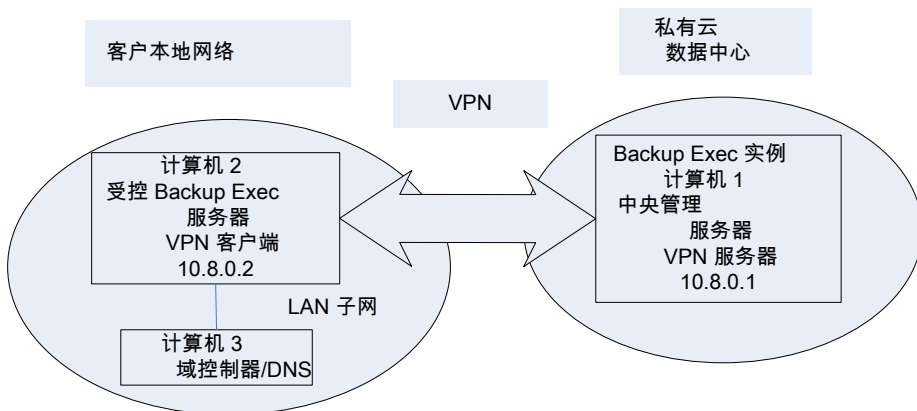 客户本地网络
私有云
数据中心
VPN
计算机 2
受控 Backup Exec
服务器
VPN 客户端
10.8.0.2
Backup Exec 实例
计算机 1
中央管理
服务器
VPN 服务器
10.8.0.1
LAN 子网
计算机 3
域控制器/DNS